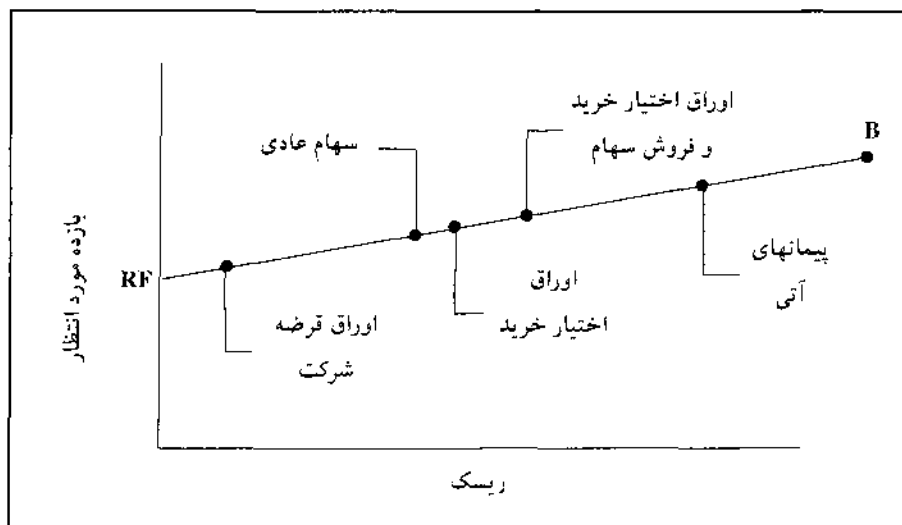 اوراق اختیار خرید
و فروش سهام
B
سهام عادی
بازده مورد انتظار
RF
اوراق قرضه
شرکت
اوراق
اختیار خرید
پیمانهای
آتی
ریسک